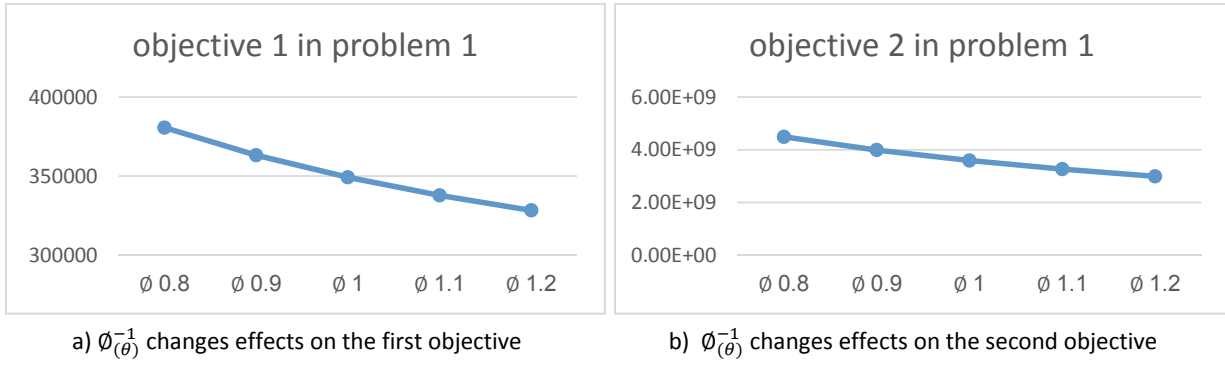 objective 1 in problem 1
400000
350000
300000
ø 0.8 ø 0.9 ø 1 ø 1.1 ø 1.2
a) ∅₍θ₎⁻¹ changes effects on the first objective
objective 2 in problem 1
6.00E+09
4.00E+09
2.00E+09
0.00E+00
ø 0.8 ø 0.9 ø 1 ø 1.1 ø 1.2
b) ∅₍θ₎⁻¹ changes effects on the second objective